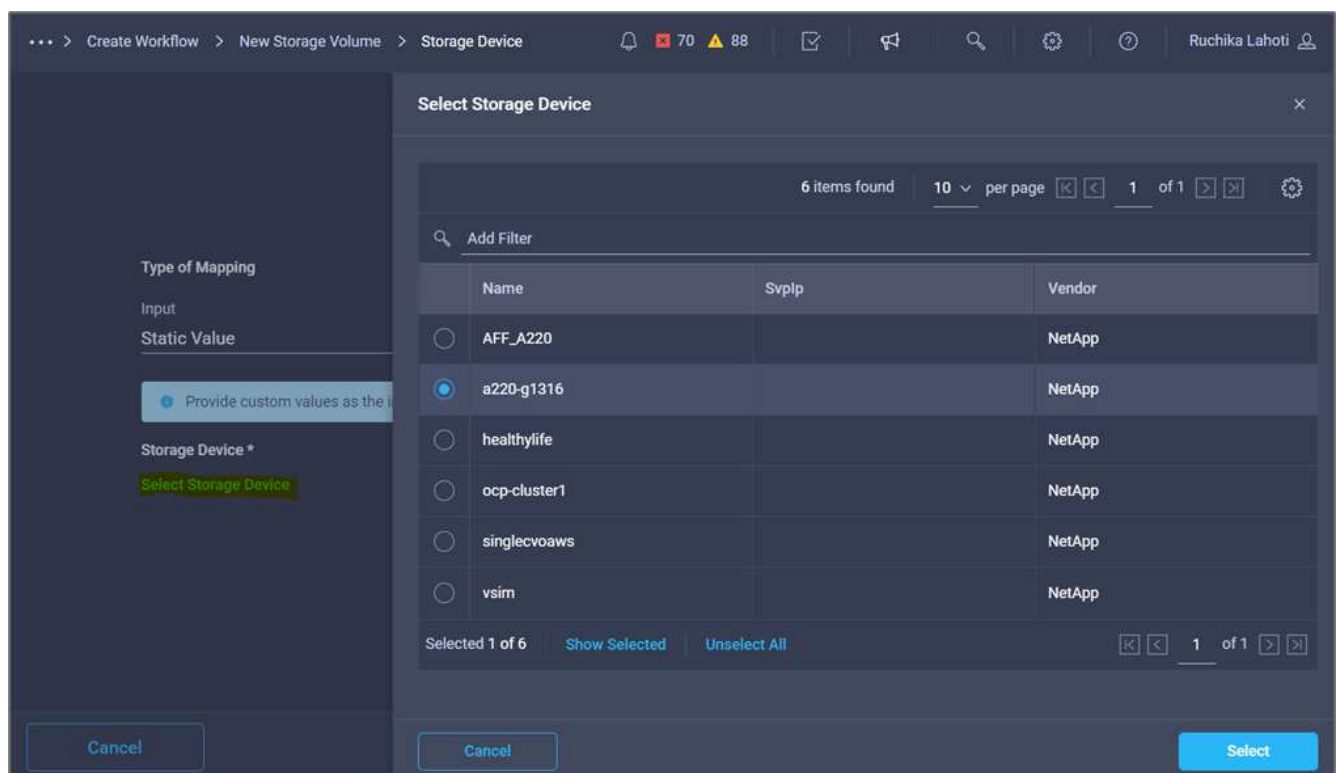 ••• > Create Workflow > New Storage Volume > Storage Device 70 88 Ruchika Lahoti
Select Storage Device
6 items found 10 per page 1 of 1
Add Filter
Type of Mapping
Input
Static Value
Provide custom values as the
Storage Device *
Select Storage Device
Name SvpIp Vendor
AFF_A220 NetApp
a220-g1316 NetApp
healthylife NetApp
ocp-cluster1 NetApp
singlecvoaws NetApp
vsim NetApp
Selected 1 of 6 Show Selected Unselect All 1 of 1
Cancel
Cancel Select